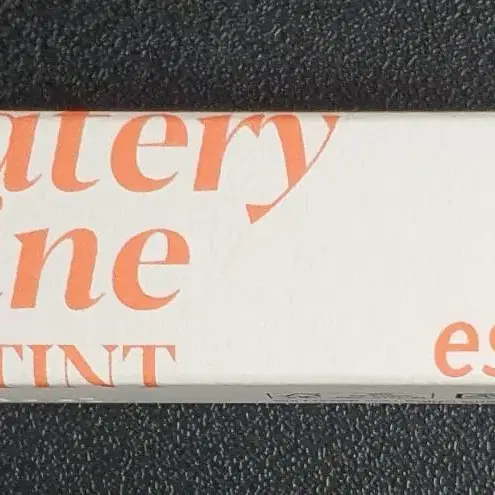 atery
ine
TINT
es